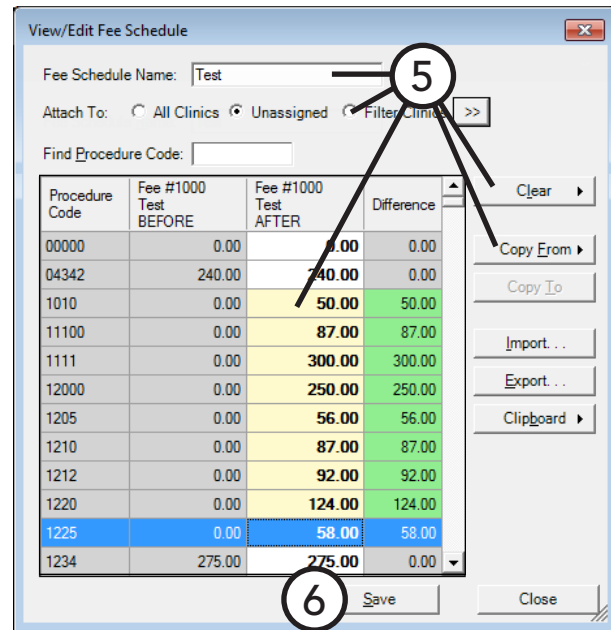 View/Edit Fee Schedule
Fee Schedule Name: Test
5
Attach To: All Clinics Unassigned Filter Clinics >>
Find Procedure Code:
Procedure Code Fee #1000 Test BEFORE Fee #1000 Test AFTER Difference
00000 0.00 0.00 0.00
04342 240.00 240.00 0.00
1010 0.00 50.00 50.00
11100 0.00 87.00 87.00
1111 0.00 300.00 300.00
12000 0.00 250.00 250.00
1205 0.00 56.00 56.00
1210 0.00 87.00 87.00
1212 0.00 92.00 92.00
1220 0.00 124.00 124.00
1225 0.00 58.00 58.00
1234 275.00 275.00 0.00
Clear
Copy From
Copy To
Import. . .
Export. . .
Clipboard
6
Save
Close